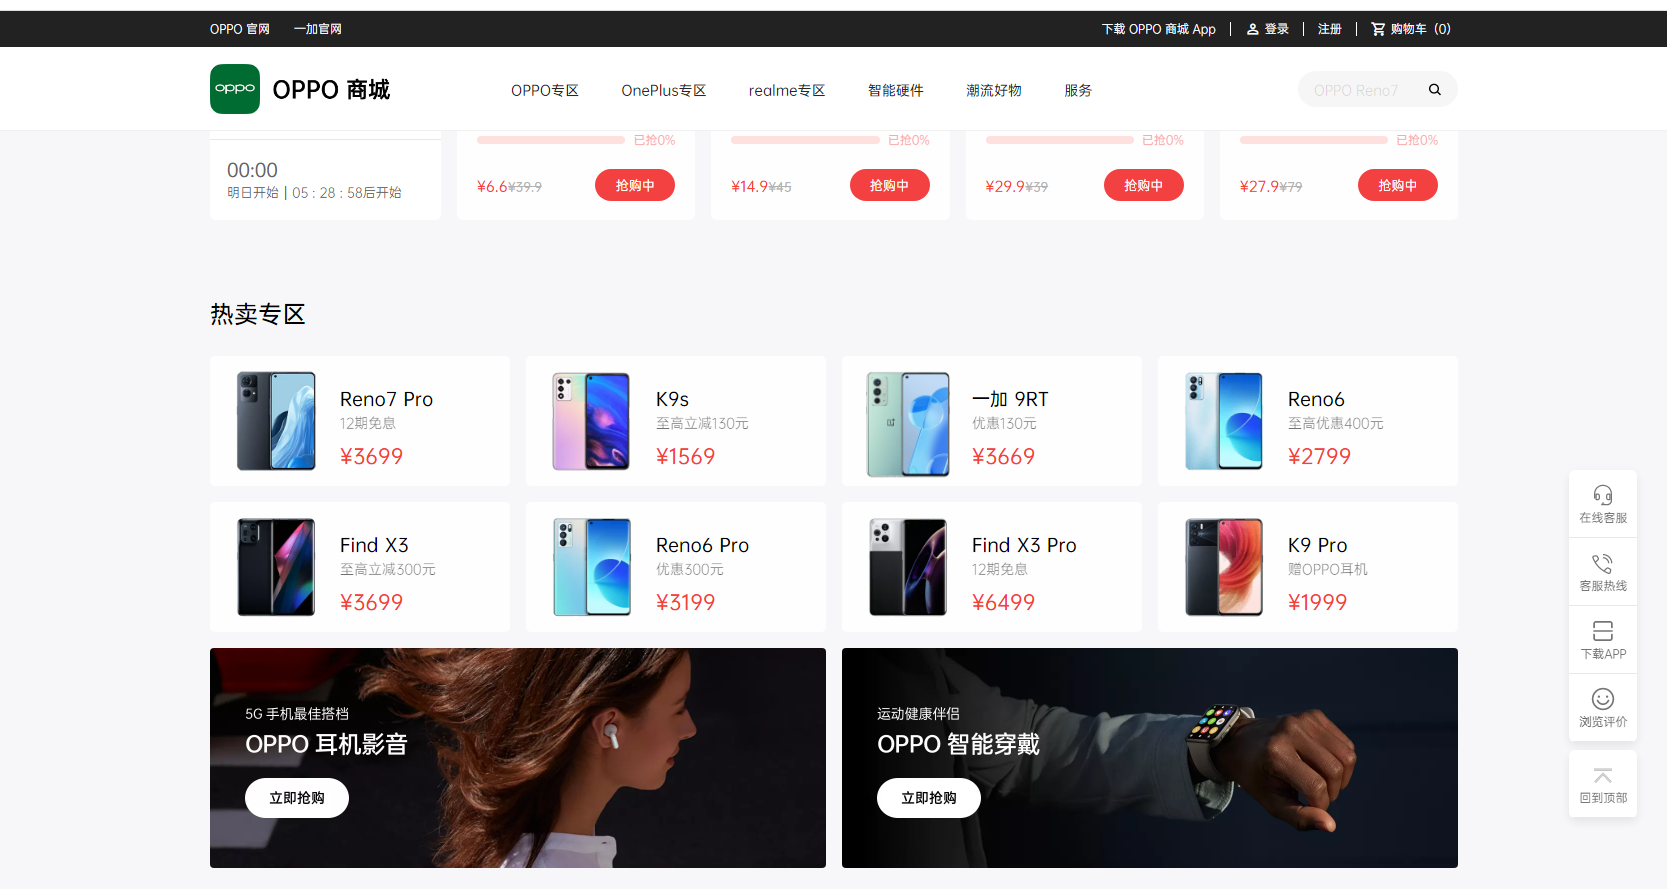 OPPO 官网 一加官网 下载 OPPO 商城 App 登录 注册 购物车（0）
oppo OPPO 商城 OPPO专区 OnePlus专区 realme专区 智能硬件 潮流好物 服务 OPPO Reno7
已抢0% 已抢0% 已抢0% 已抢0%
00:00
明日开始 | 05 : 28 : 58后开始
¥6.6 ¥39.9 抢购中 ¥14.9 ¥45 抢购中 ¥29.9 ¥39 抢购中 ¥27.9 ¥79 抢购中
热卖专区
Reno7 Pro
12期免息
¥3699
K9s
至高立减130元
¥1569
一加 9RT
优惠130元
¥3669
Reno6
至高优惠400元
¥2799
Find X3
至高立减300元
¥3699
Reno6 Pro
优惠300元
¥3199
Find X3 Pro
12期免息
¥6499
K9 Pro
赠OPPO耳机
¥1999
5G 手机最佳搭档
OPPO 耳机影音
立即抢购
运动健康伴侣
OPPO 智能穿戴
立即抢购
在线客服
客服热线
下载APP
浏览评价
回到顶部